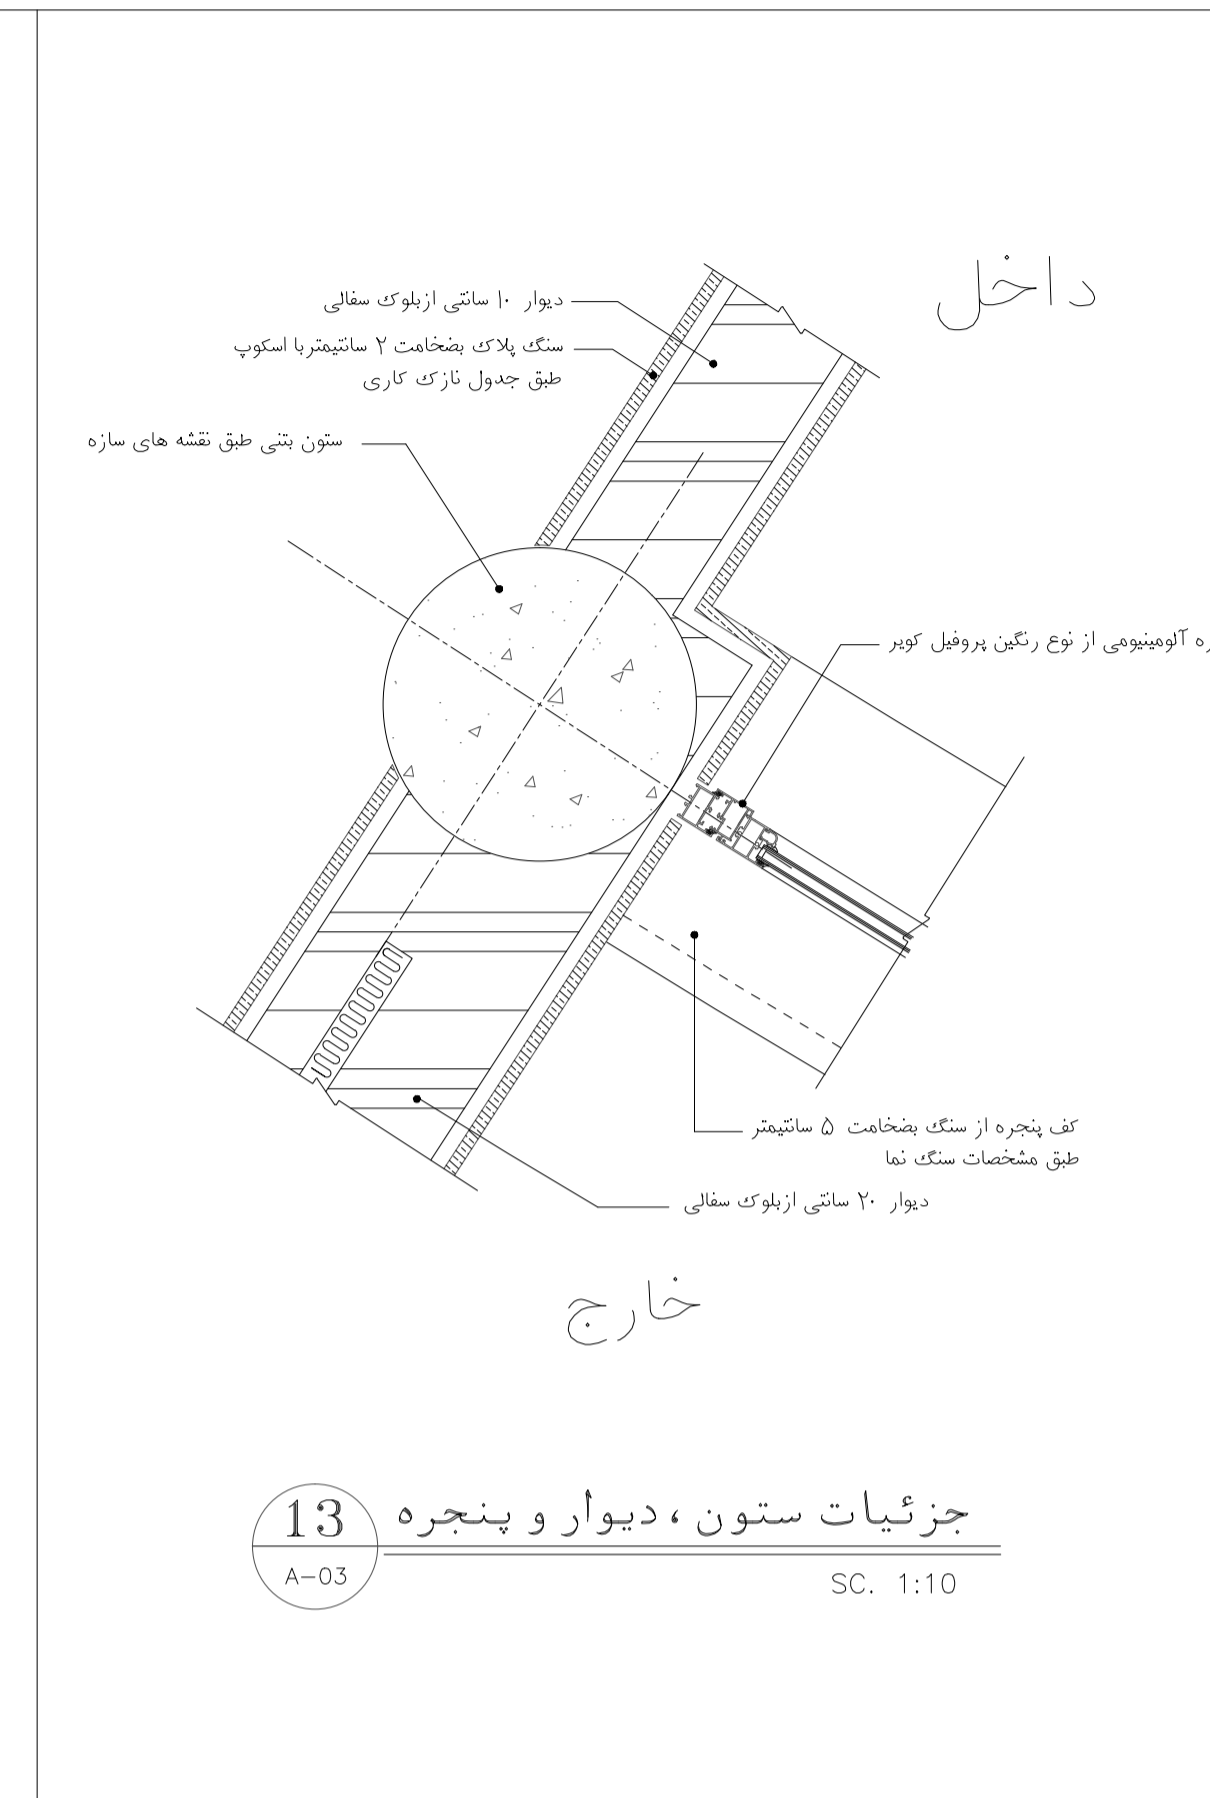 داخل
دیوار ۱۰ سانتی ازبلوک سفالی
سنگ پلاک بضخامت ۲ سانتیمتر با اسکوپ
طبق جدول نازک کاری
ستون بتنی طبق نقشه های سازه
ره آلومینیومی از نوع رنگین پروفیل کویر
کف پنجره از سنگ بضخامت ۵ سانتیمتر
طبق مشخصات سنگ نما
دیوار ۲۰ سانتی ازبلوک سفالی
خارج
جزئیات ستون ، دیوار و پنجره
13
A-03
SC. 1:10